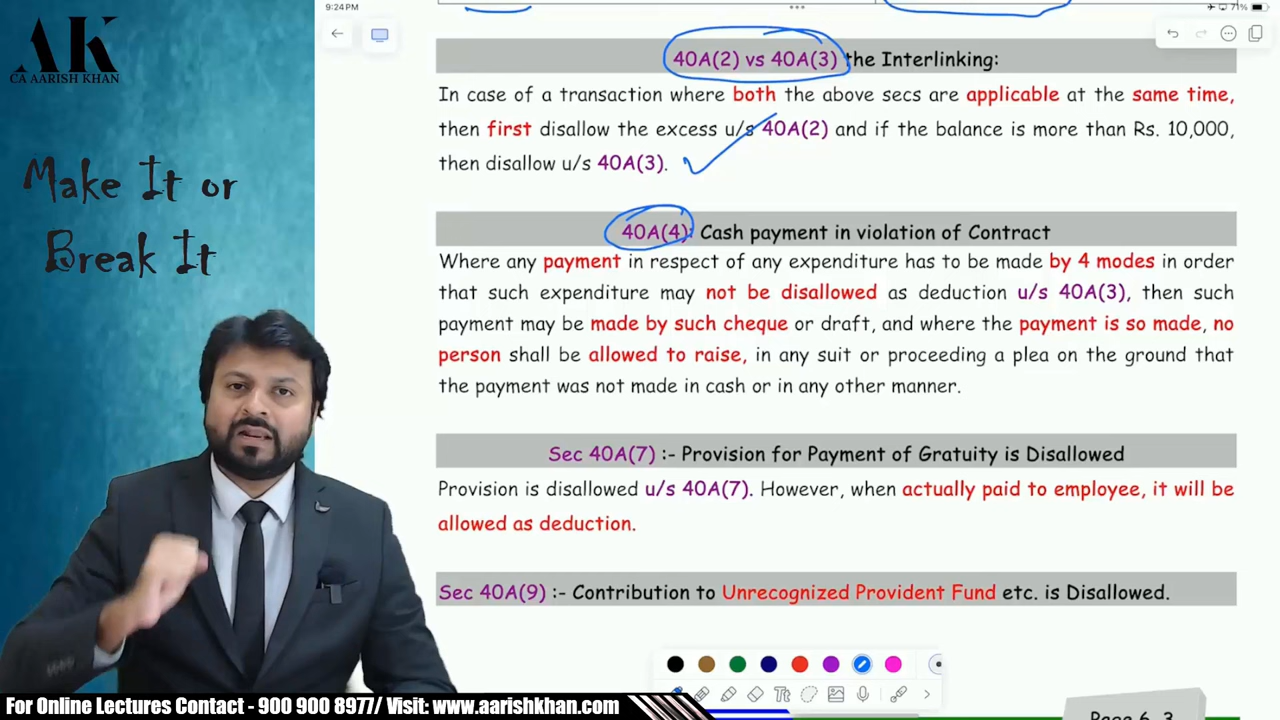 9:24PM
71%
AK
CA AARISH KHAN
Make It or
Break It
40A(2) vs 40A(3) the Interlinking:
In case of a transaction where both the above secs are applicable at the same time,
then first disallow the excess u/s 40A(2) and if the balance is more than Rs. 10,000,
then disallow u/s 40A(3).
40A(4): Cash payment in violation of Contract
Where any payment in respect of any expenditure has to be made by 4 modes in order
that such expenditure may not be disallowed as deduction u/s 40A(3), then such
payment may be made by such cheque or draft, and where the payment is so made, no
person shall be allowed to raise, in any suit or proceeding a plea on the ground that
the payment was not made in cash or in any other manner.
Sec 40A(7) :- Provision for Payment of Gratuity is Disallowed
Provision is disallowed u/s 40A(7). However, when actually paid to employee, it will be
allowed as deduction.
Sec 40A(9) :- Contribution to Unrecognized Provident Fund etc. is Disallowed.
Tt
Page 6.3
For Online Lectures Contact - 900 900 8977/ Visit: www.aarishkhan.com